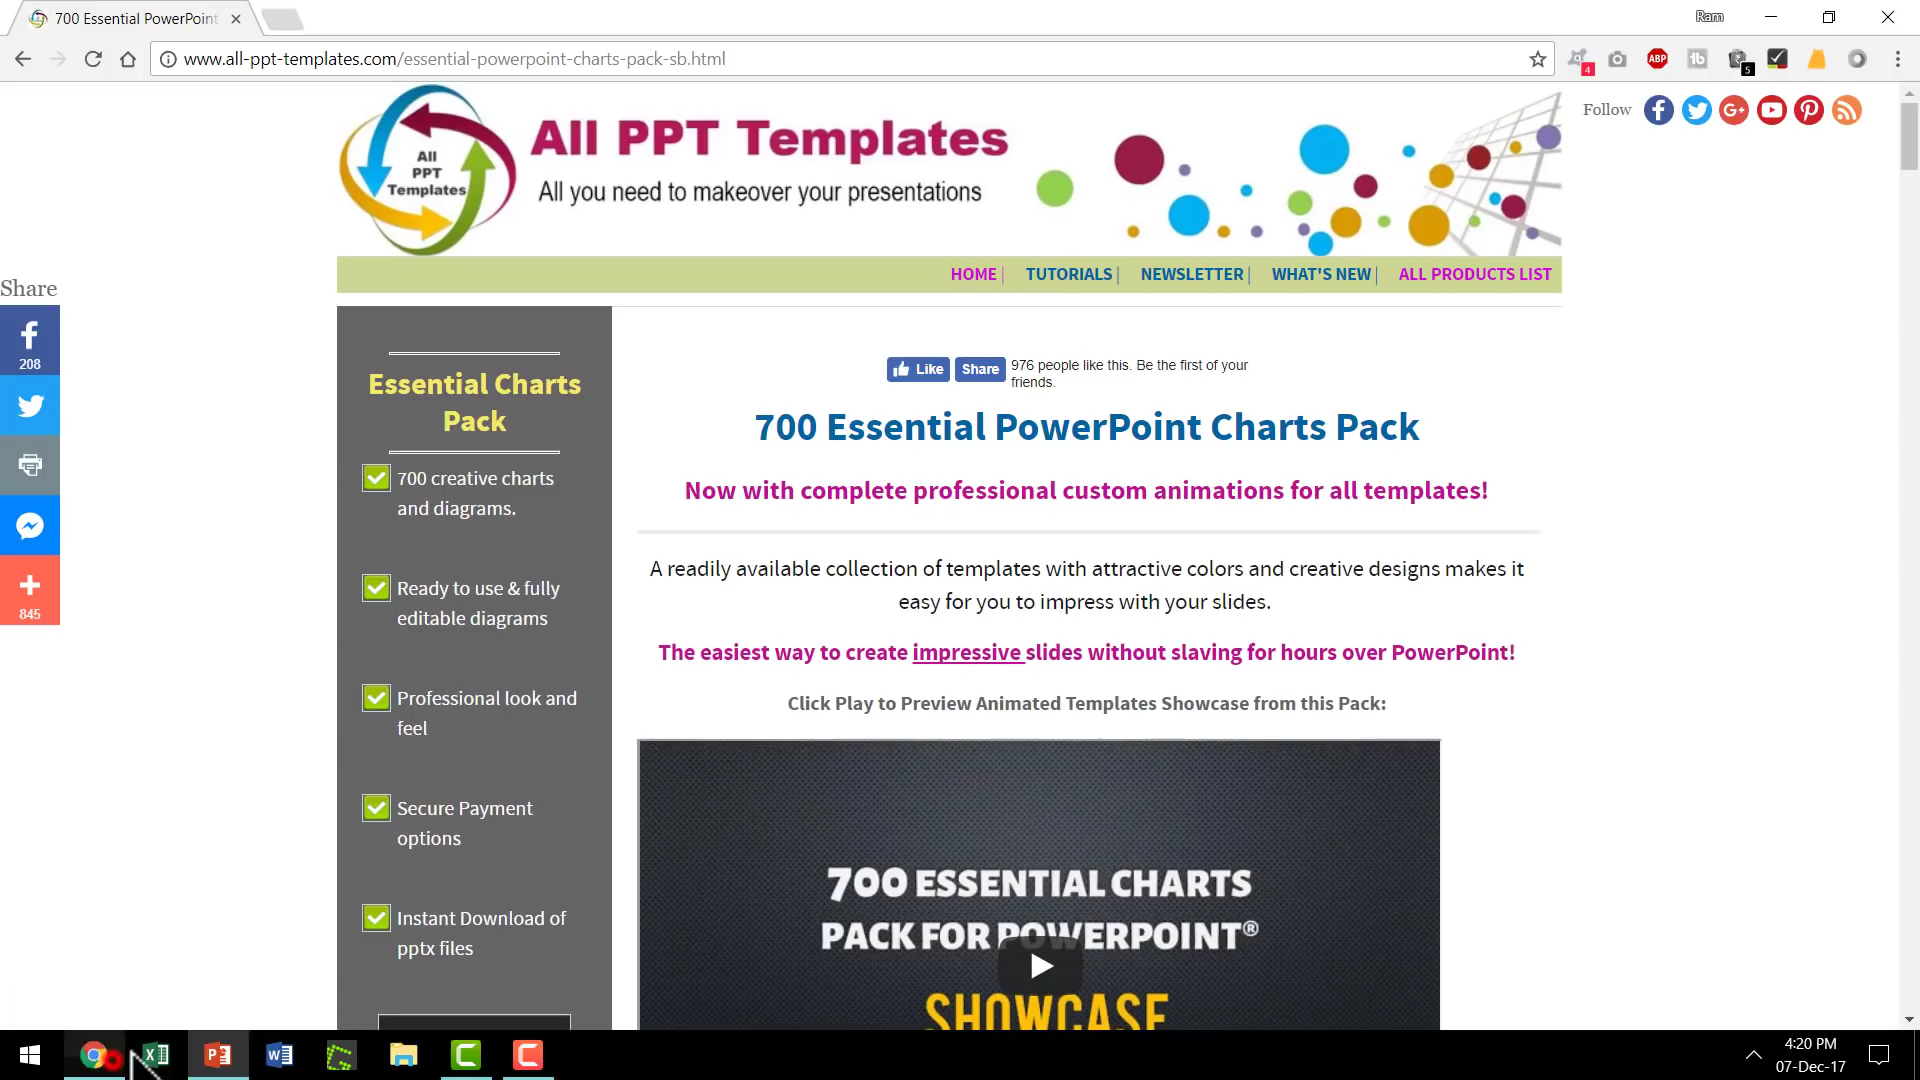 700 Essential PowerPoint
Ram
www.all-ppt-templates.com/essential-powerpoint-charts-pack-sb.html
4
ABP
tb
5
All
PPT
Templates
All PPT Templates
All you need to makeover your presentations
Follow
HOME | TUTORIALS | NEWSLETTER | WHAT'S NEW | ALL PRODUCTS LIST
Share
208
845
Essential Charts
Pack
700 creative charts
and diagrams.
Ready to use & fully
editable diagrams
Professional look and
feel
Secure Payment
options
Instant Download of
pptx files
Like Share 976 people like this. Be the first of your
friends.
700 Essential PowerPoint Charts Pack
Now with complete professional custom animations for all templates!
A readily available collection of templates with attractive colors and creative designs makes it
easy for you to impress with your slides.
The easiest way to create impressive slides without slaving for hours over PowerPoint!
Click Play to Preview Animated Templates Showcase from this Pack:
700 ESSENTIAL CHARTS
PACK FOR POWERPOINT®
SHOWCASE
4:20 PM
07-Dec-17